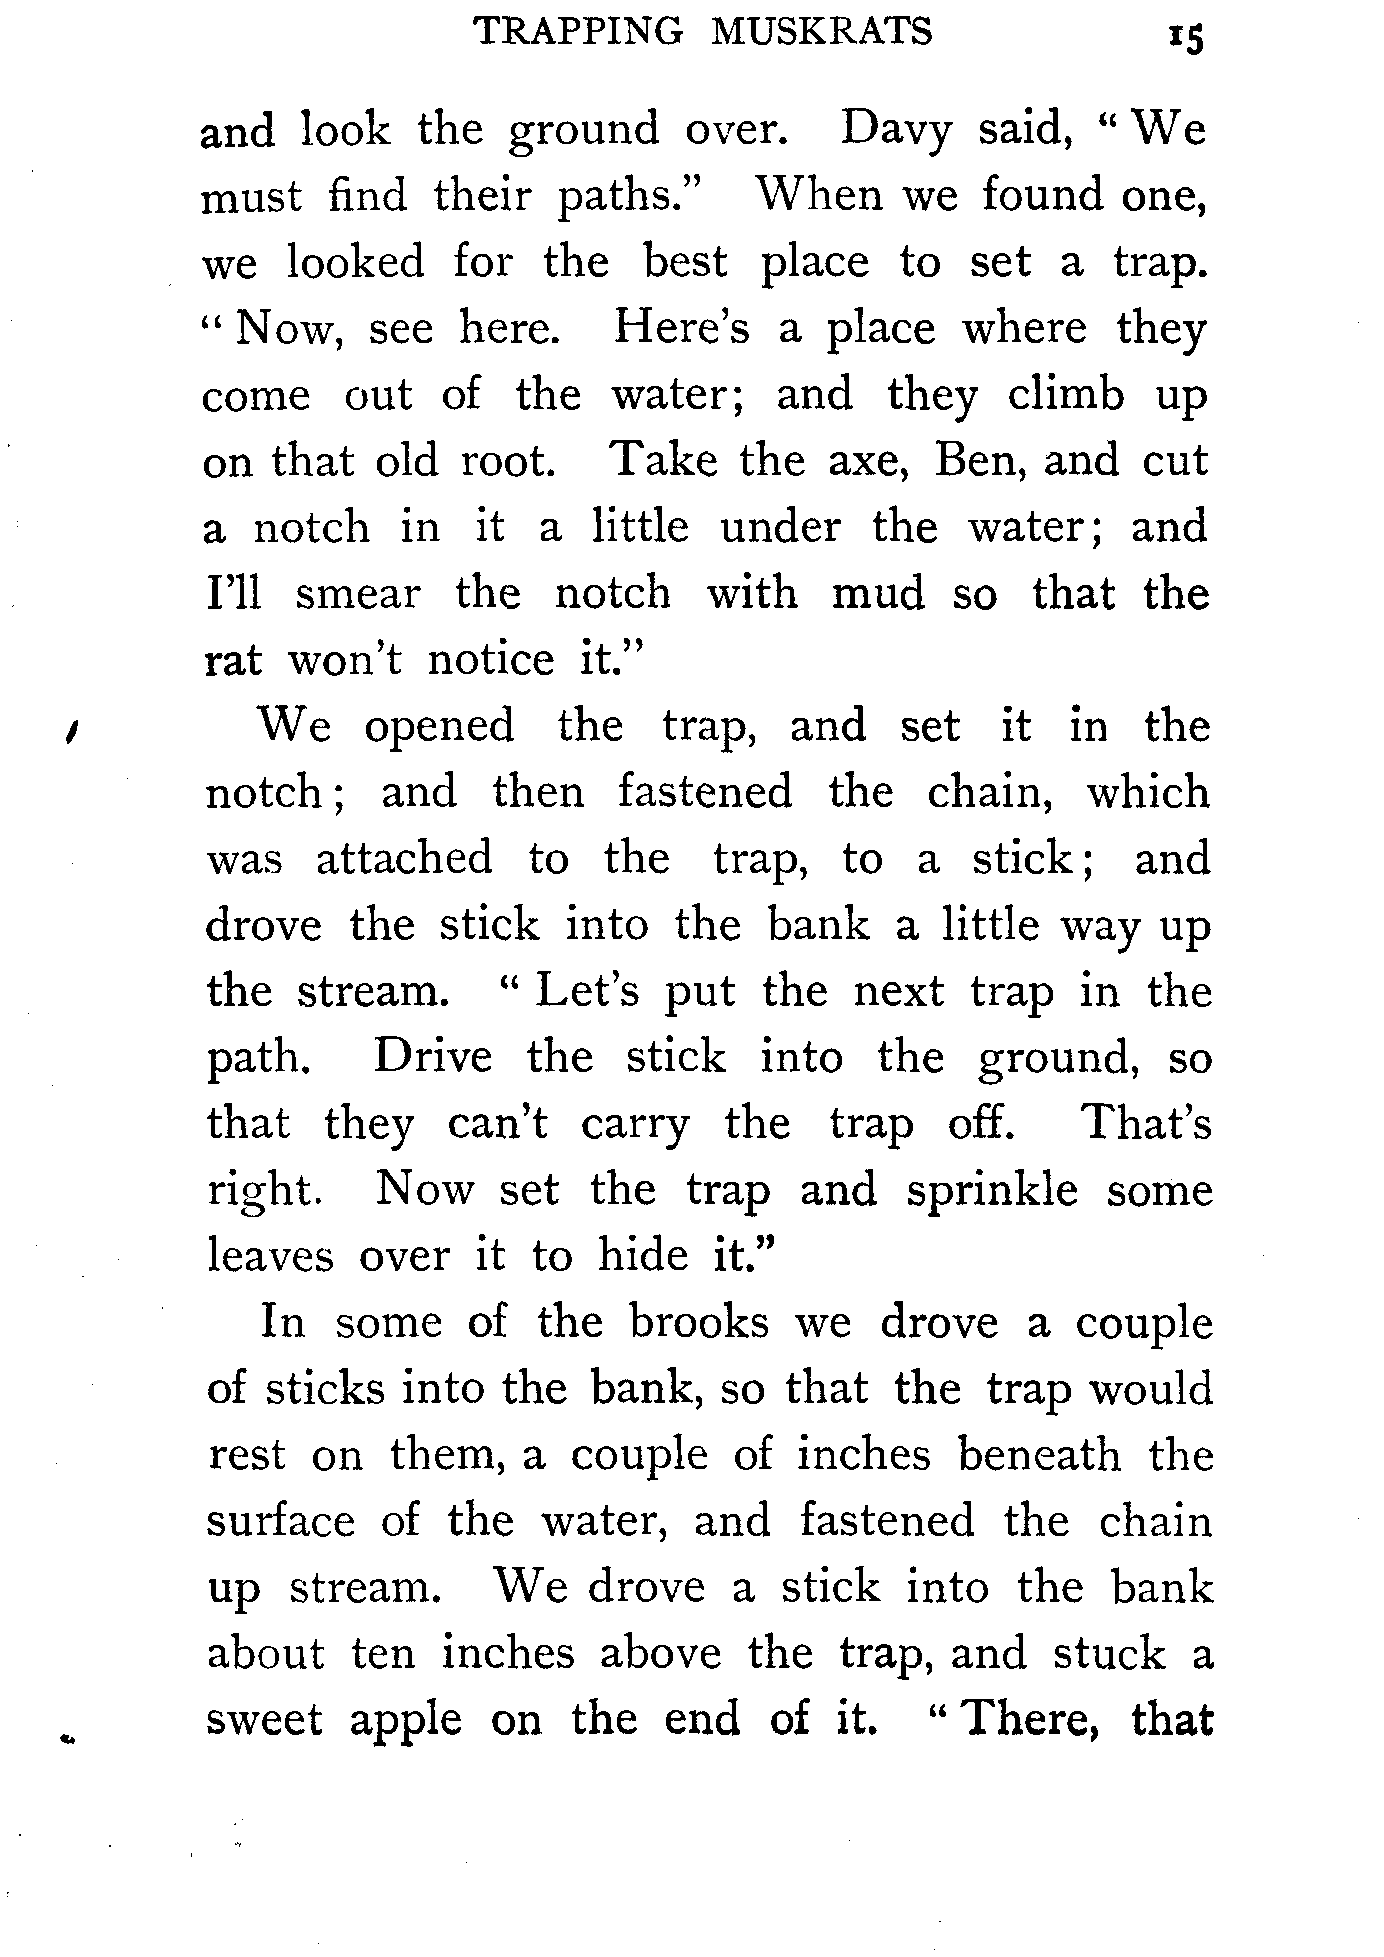 TRAPPING MUSKRATS 15
and look the ground over. Davy said, “ We
must find their paths.” When we found one,
we looked for the best place to set a trap.
“ Now, see here. Here’s a place where they
come out of the water; and they climb up
on that old root. Take the axe, Ben, and cut
a notch in it a little under the water; and
I’ll smear the notch with mud so that the
rat won’t notice it.”
We opened the trap, and set it in the
notch; and then fastened the chain, which
was attached to the trap, to a stick; and
drove the stick into the bank a little way up
the stream. “ Let’s put the next trap in the
path. Drive the stick into the ground, so
that they can’t carry the trap off. That’s
right. Now set the trap and sprinkle some
leaves over it to hide it.”
In some of the brooks we drove a couple
of sticks into the bank, so that the trap would
rest on them, a couple of inches beneath the
surface of the water, and fastened the chain
up stream. We drove a stick into the bank
about ten inches above the trap, and stuck a
sweet apple on the end of it. “ There, that